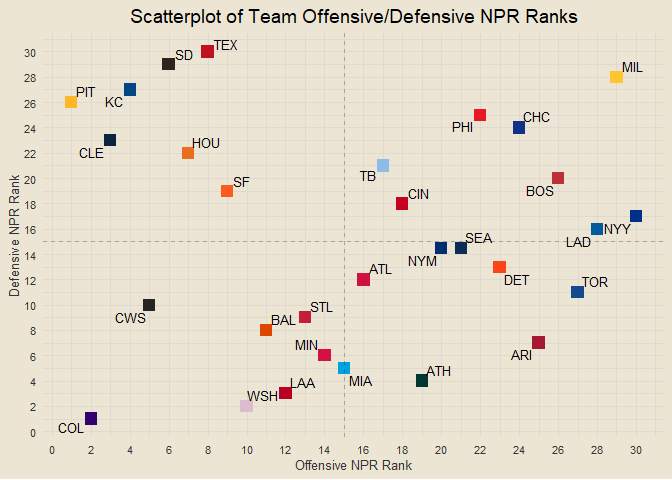 Scatterplot of Team Offensive/Defensive NPR Ranks
Defensive NPR Rank
30
28
26
24
22
20
18
16
14
12
10
8
6
4
2
0
TEX
SD
MIL
PIT
KC
CHC
PHI
CLE
HOU
TB
SF
BOS
CIN
NYY
LAD
SEA
NYM
ATL
DET
TOR
CWS
STL
BAL
MIN
ARI
MIA
ATH
LAA
WSH
COL
0 2 4 6 8 10 12 14 16 18 20 22 24 26 28 30
Offensive NPR Rank